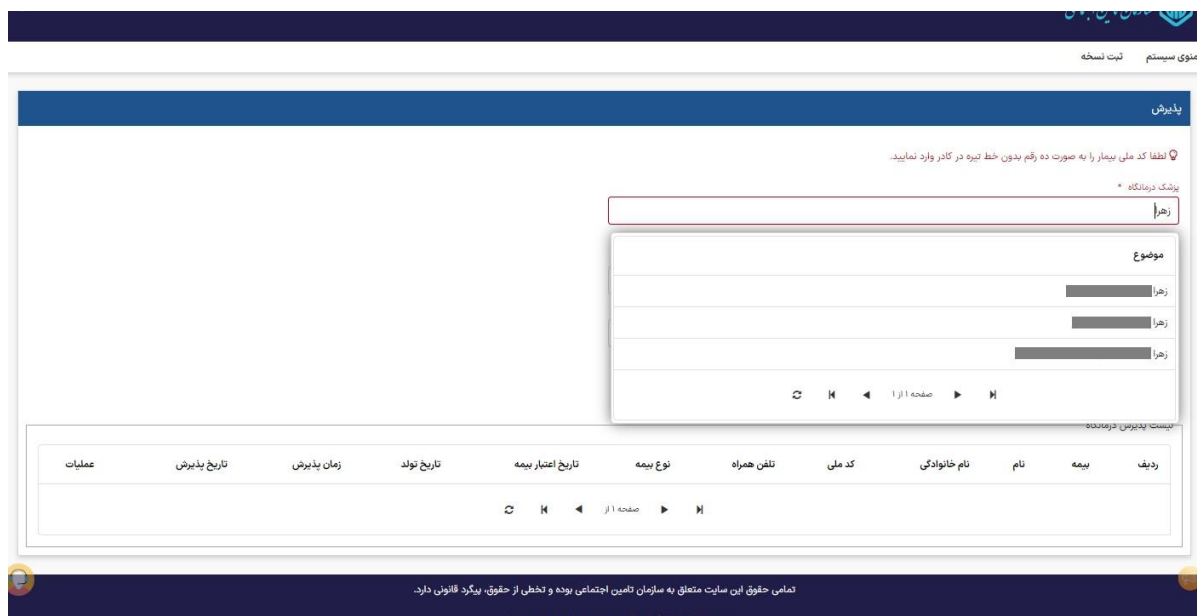 سازمان تامین اجتماعی
منوی سیستم ثبت نسخه
پذیرش
لطفا کد ملی بیمار را به صورت ده رقم بدون خط تیره در کادر وارد نمایید.
پزشک درمانگاه *
زهرا
موضوع
زهرا
زهرا
زهرا
صفحه ۱ از ۱
لیست پذیرش درمانگاه
ردیف بیمه نام نام خانوادگی کد ملی تلفن همراه نوع بیمه تاریخ اعتبار بیمه تاریخ تولد زمان پذیرش تاریخ پذیرش عملیات
صفحه ۱ از
تمامی حقوق این سایت متعلق به سازمان تامین اجتماعی بوده و تخطی از حقوق، پیگرد قانونی دارد.